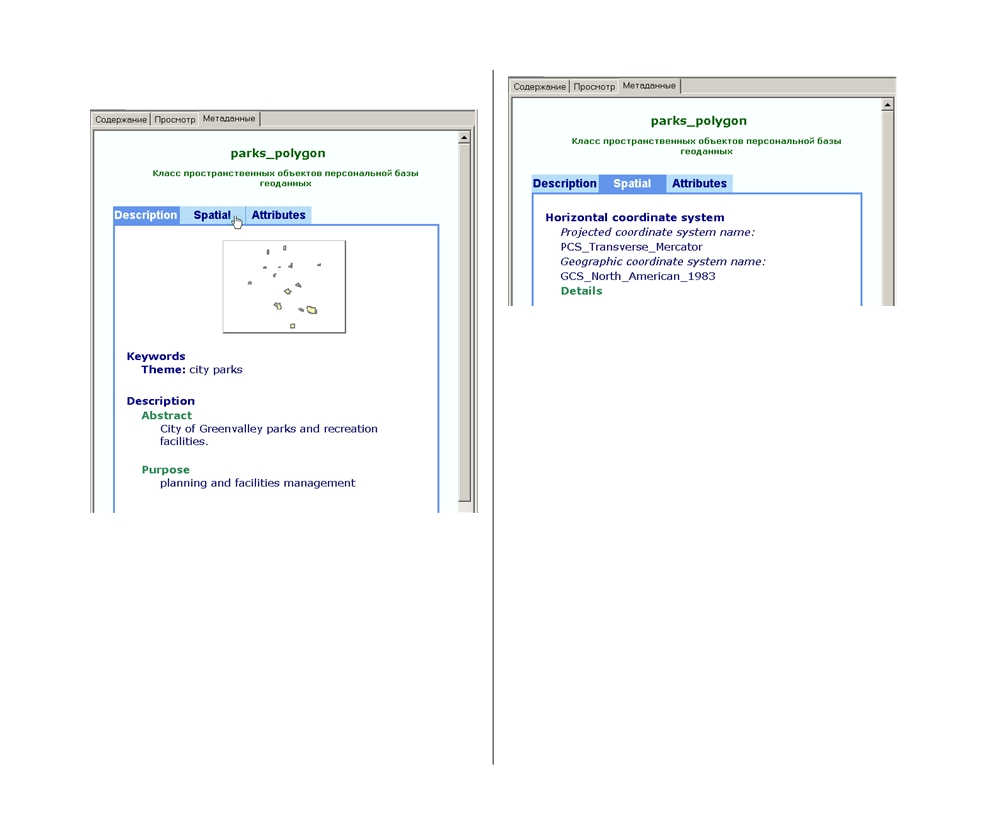 Содержание Просмотр Метаданные
parks_polygon
Класс пространственных объектов персональной базы
геоданных
Description Spatial Attributes
Keywords
Theme: city parks
Description
Abstract
City of Greenvalley parks and recreation
facilities.
Purpose
planning and facilities management
Содержание Просмотр Метаданные
parks_polygon
Класс пространственных объектов персональной базы
геоданных
Description Spatial Attributes
Horizontal coordinate system
Projected coordinate system name:
PCS_Transverse_Mercator
Geographic coordinate system name:
GCS_North_American_1983
Details